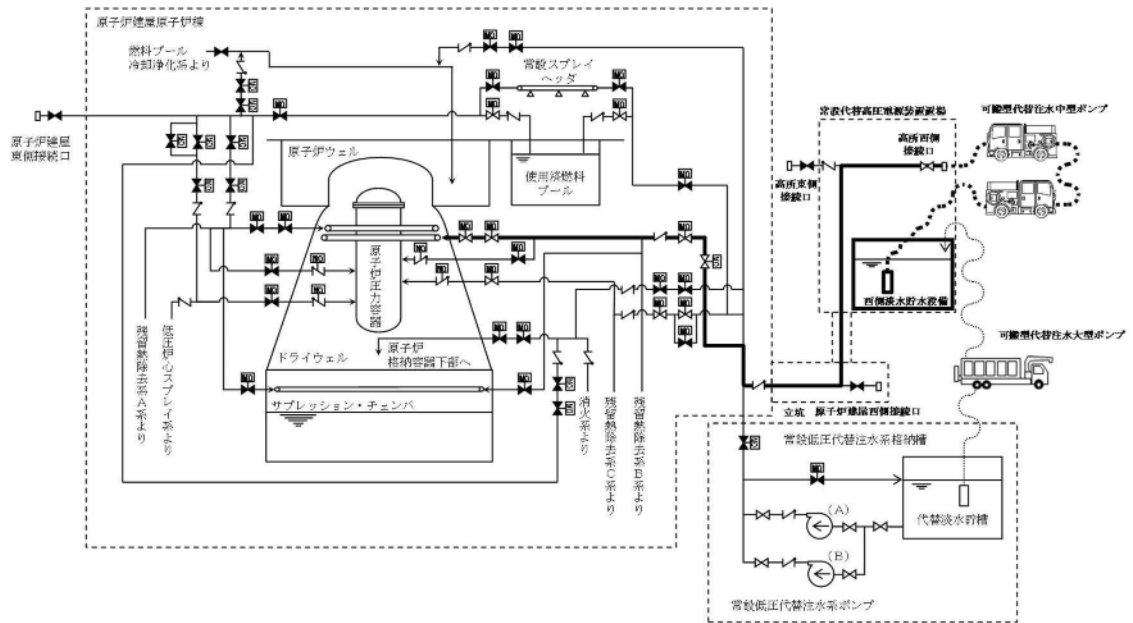 原子炉建屋原子炉棟
燃料プール
冷却浄化系より
常設スプレイ
ヘッダ
原子炉建屋
東側接続口
原子炉ウェル
使用済燃料
プール
原子炉圧力容器
ドライウェル
原子炉
格納容器下部へ
サプレッション・チェンバ
残留熱除去系A系より
低圧炉心スプレイ系より
消火系より
残留熱除去系C系より
残留熱除去系B系より
常設代替高圧電源装置置場
高所西側
接続口
高所東側
接続口
西側淡水貯水設備
可搬型代替注水中型ポンプ
可搬型代替注水大型ポンプ
立坑
原子炉建屋西側接続口
常設低圧代替注水系格納槽
代替淡水貯槽
(A)
(B)
常設低圧代替注水系ポンプ